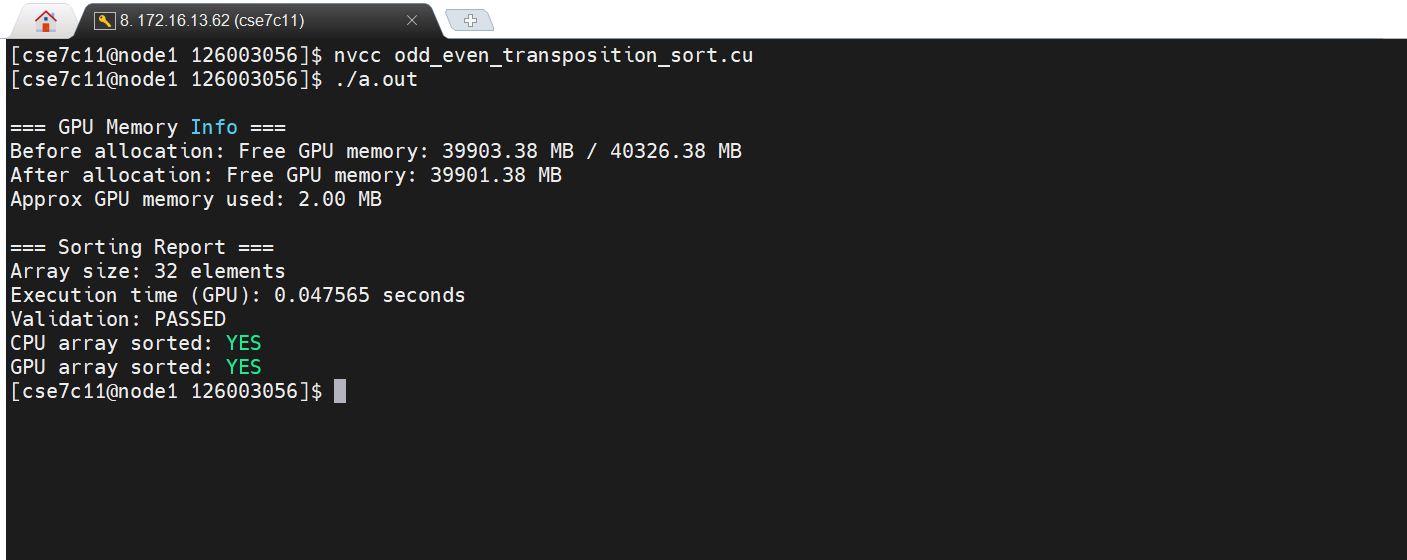 8. 172.16.13.62 (cse7c11)
[cse7c11@node1 126003056]$ nvcc odd_even_transposition_sort.cu
[cse7c11@node1 126003056]$ ./a.out
=== GPU Memory Info ===
Before allocation: Free GPU memory: 39903.38 MB / 40326.38 MB
After allocation: Free GPU memory: 39901.38 MB
Approx GPU memory used: 2.00 MB
=== Sorting Report ===
Array size: 32 elements
Execution time (GPU): 0.047565 seconds
Validation: PASSED
CPU array sorted: YES
GPU array sorted: YES
[cse7c11@node1 126003056]$